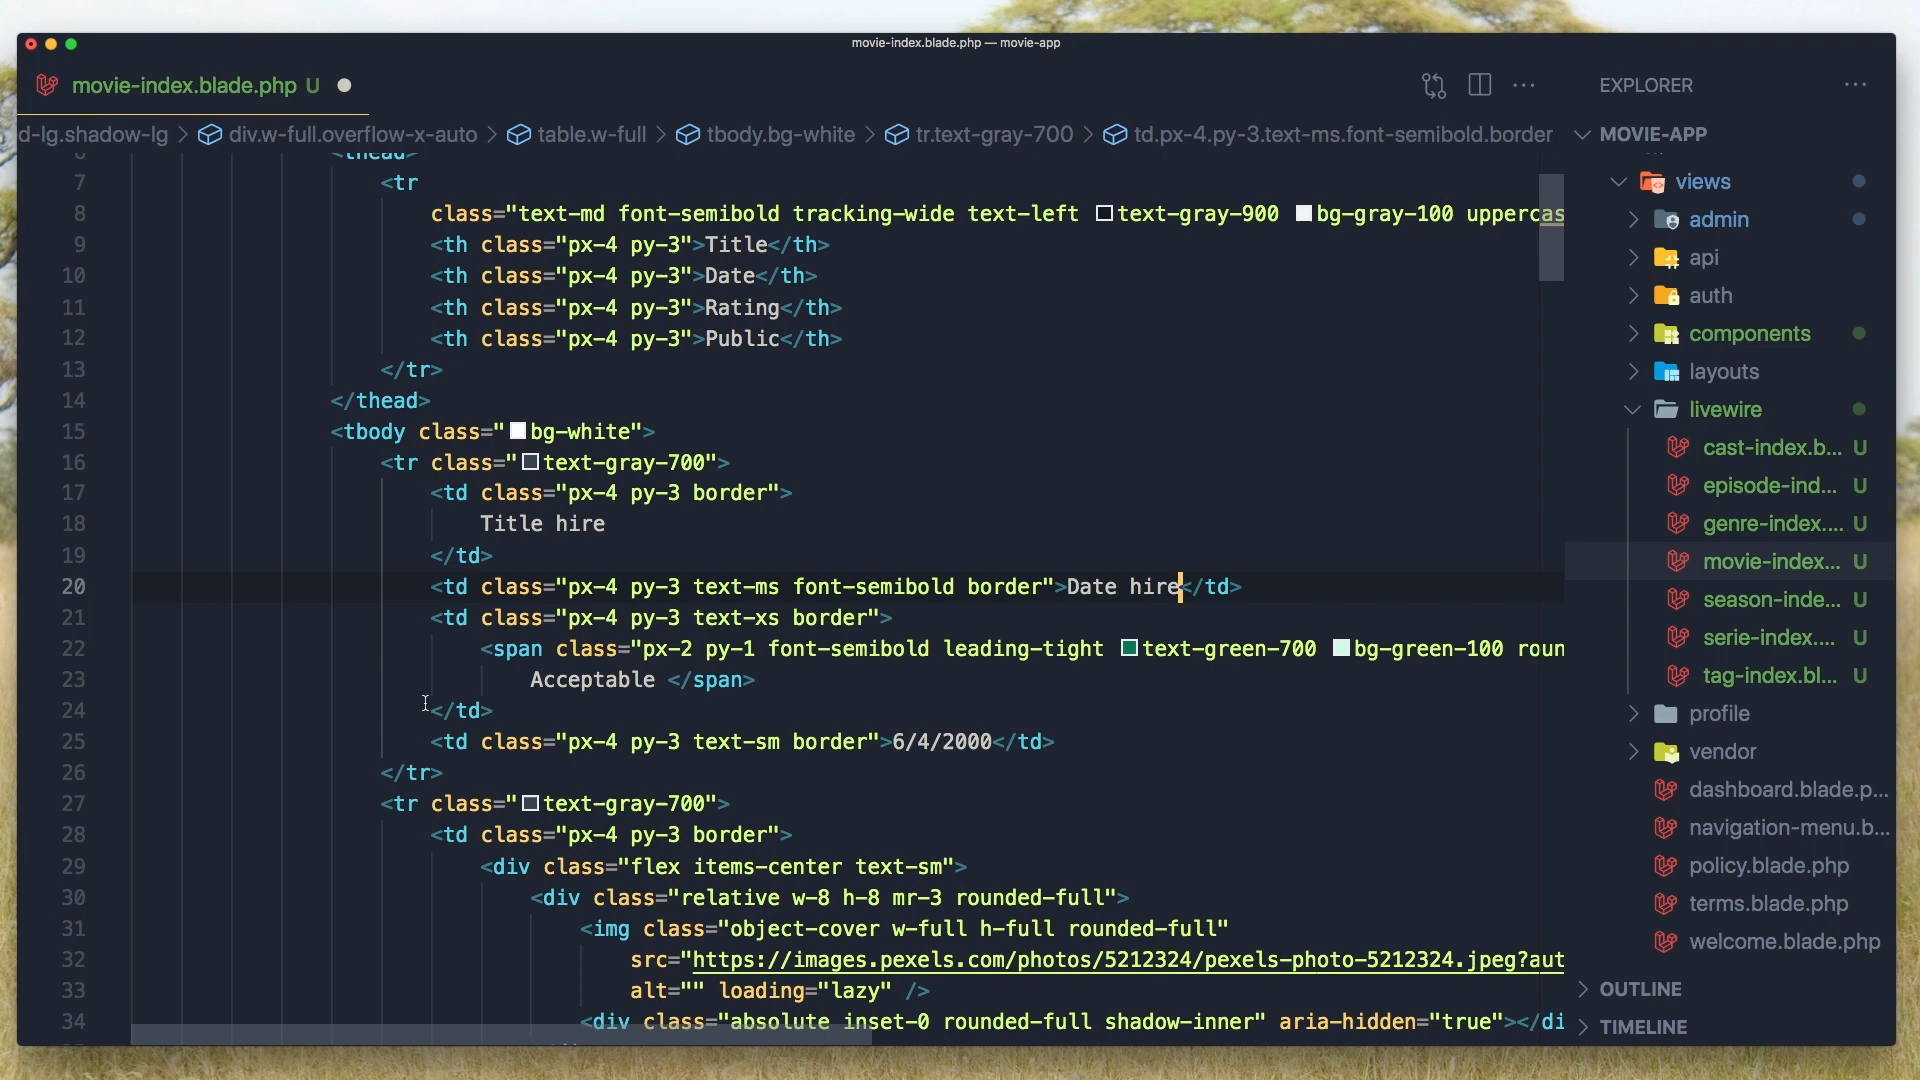 movie-index.blade.php — movie-app
movie-index.blade.php U
EXPLORER
d-lg.shadow-lg > div.w-full.overflow-x-auto > table.w-full > tbody.bg-white > tr.text-gray-700 > td.px-4.py-3.text-ms.font-semibold.border
MOVIE-APP
6 <thead>
7 <tr
8 class="text-md font-semibold tracking-wide text-left text-gray-900 bg-gray-100 uppercas
9 <th class="px-4 py-3">Title</th>
10 <th class="px-4 py-3">Date</th>
11 <th class="px-4 py-3">Rating</th>
12 <th class="px-4 py-3">Public</th>
13 </tr>
14 </thead>
15 <tbody class="bg-white">
16 <tr class="text-gray-700">
17 <td class="px-4 py-3 border">
18 Title hire
19 </td>
20 <td class="px-4 py-3 text-ms font-semibold border">Date hire</td>
21 <td class="px-4 py-3 text-xs border">
22 <span class="px-2 py-1 font-semibold leading-tight text-green-700 bg-green-100 roun
23 Acceptable </span>
24 </td>
25 <td class="px-4 py-3 text-sm border">6/4/2000</td>
26 </tr>
27 <tr class="text-gray-700">
28 <td class="px-4 py-3 border">
29 <div class="flex items-center text-sm">
30 <div class="relative w-8 h-8 mr-3 rounded-full">
31 <img class="object-cover w-full h-full rounded-full"
32 src="https://images.pexels.com/photos/5212324/pexels-photo-5212324.jpeg?aut
33 alt="" loading="lazy" />
34 <div class="absolute inset-0 rounded-full shadow-inner" aria-hidden="true"></di
views
admin
api
auth
components
layouts
livewire
cast-index.b... U
episode-ind... U
genre-index.... U
movie-index... U
season-inde... U
serie-index.... U
tag-index.bl... U
profile
vendor
dashboard.blade.p...
navigation-menu.b...
policy.blade.php
terms.blade.php
welcome.blade.php
OUTLINE
TIMELINE